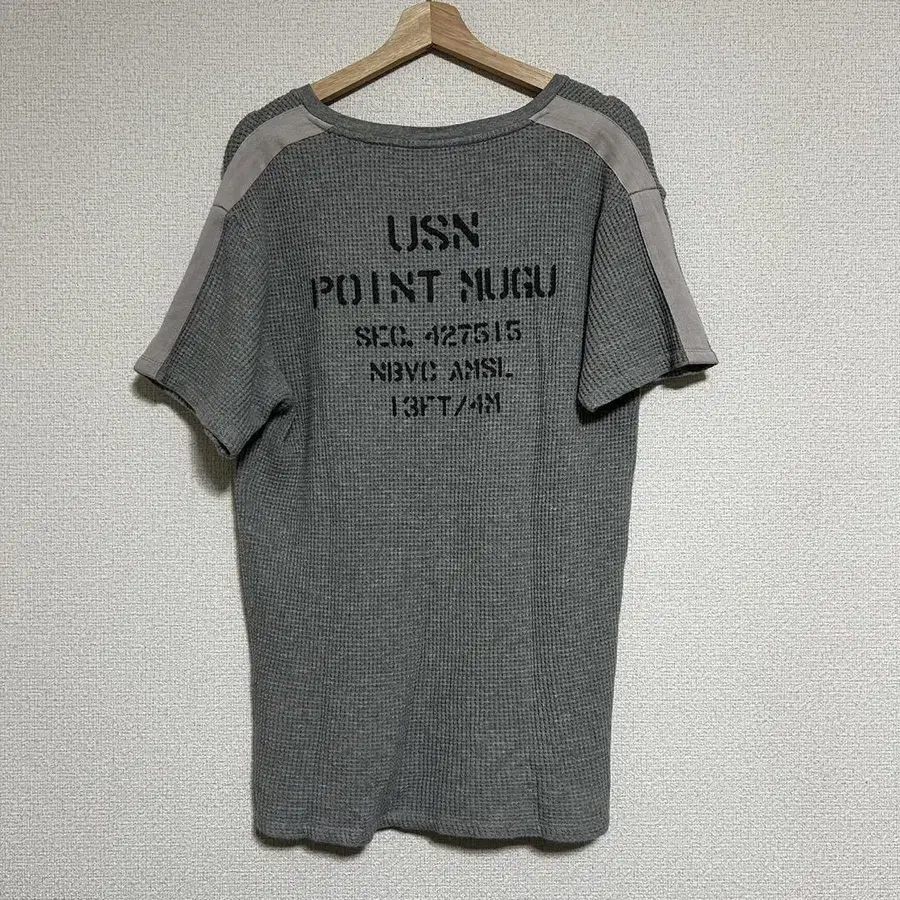 USN
POINT MUGU
SEC. 427515
NBVC AMSL
13FT/4M